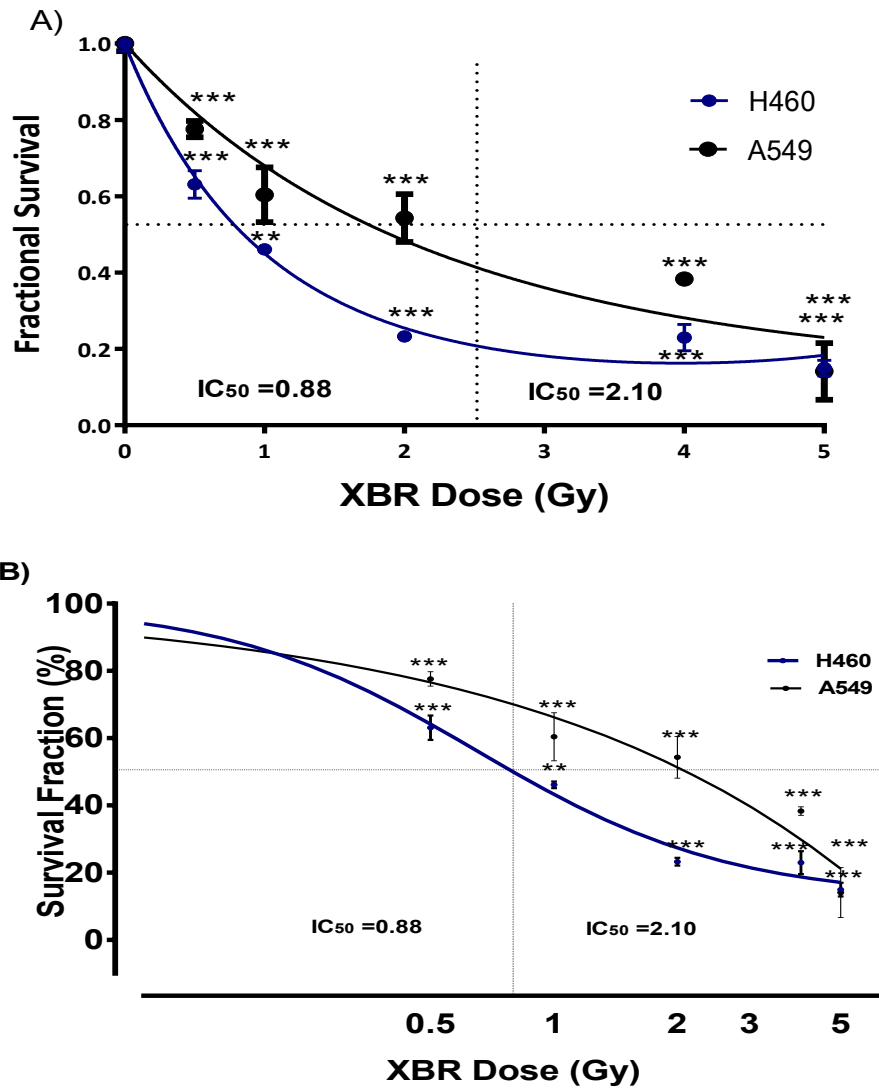 A)
Fractional Survival
1.0
0.8
0.6
0.4
0.2
0.0
***
***
***
**
***
***
***
***
***
***
H460
A549
IC50 =0.88
IC50 =2.10
0 1 2 3 4 5
XBR Dose (Gy)
B)
Survival Fraction (%)
100
80
60
40
20
0
***
***
***
**
***
***
***
***
***
***
H460
A549
IC50 =0.88
IC50 =2.10
0.5 1 2 3 5
XBR Dose (Gy)